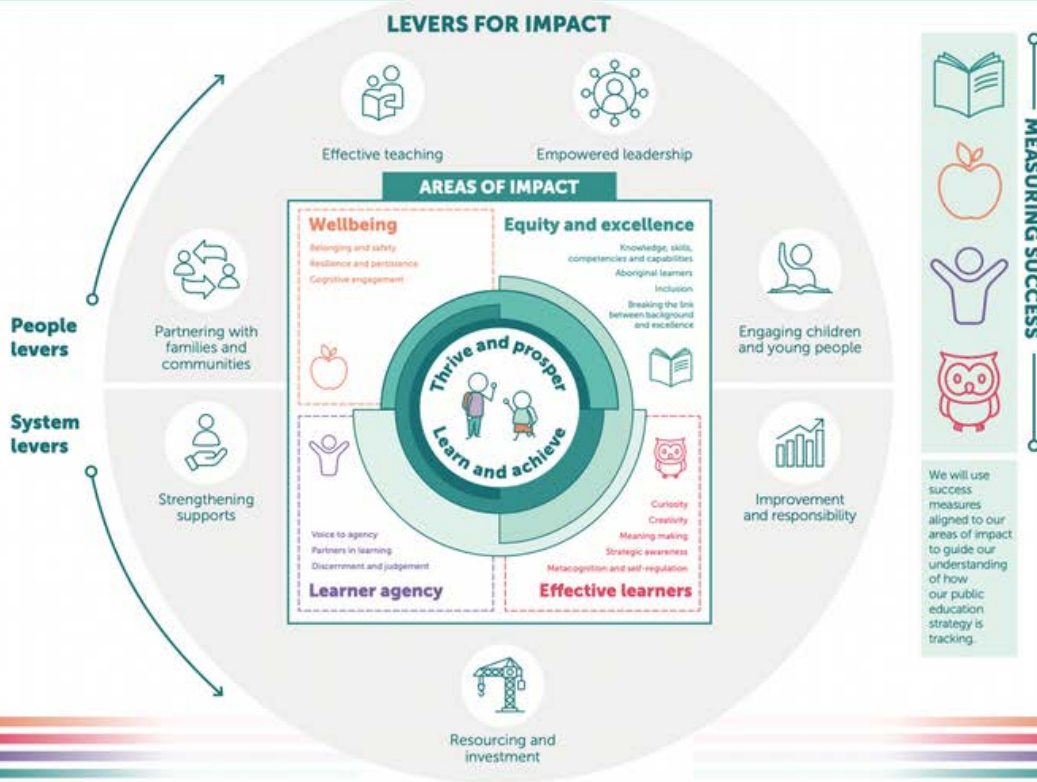 LEVERS FOR IMPACT
Effective teaching
Empowered leadership
AREAS OF IMPACT
Wellbeing
Belonging and safety
Resilience and persistence
Cognitive engagement
Equity and excellence
Knowledge, skills,
competencies and capabilities
Aboriginal learners
Inclusion
Breaking the link
between background
and excellence
People
levers
Partnering with
families and
communities
Engaging children
and young people
Thrive and prosper
Learn and achieve
System
levers
Strengthening
supports
Improvement
and responsibility
Voice to agency
Partners in learning
Discernment and judgement
Learner agency
Curiosity
Creativity
Meaning making
Strategic awareness
Metacognition and self-regulation
Effective learners
Resourcing and
investment
MEASURING SUCCESS
We will use
success
measures
aligned to our
areas of impact
to guide our
understanding
of how
our public
education
strategy is
tracking.